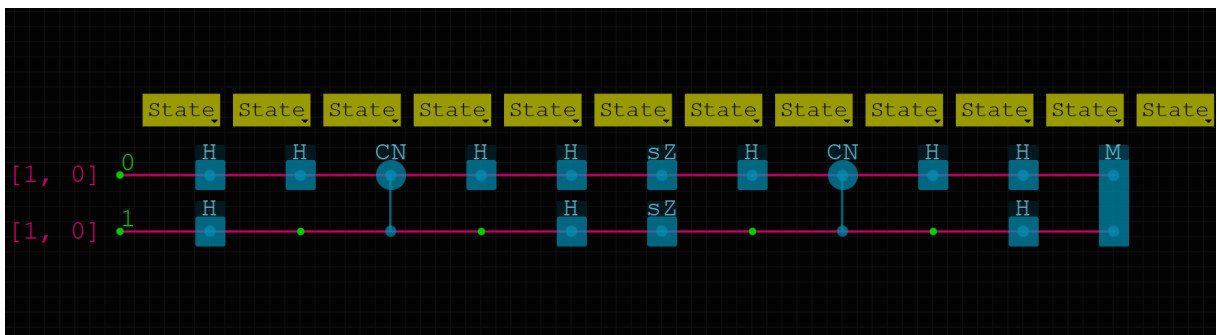 State State State State State State State State State State State State
H H CN H H sZ H CN H H M
[1, 0] 0
H H sZ H
[1, 0] 1